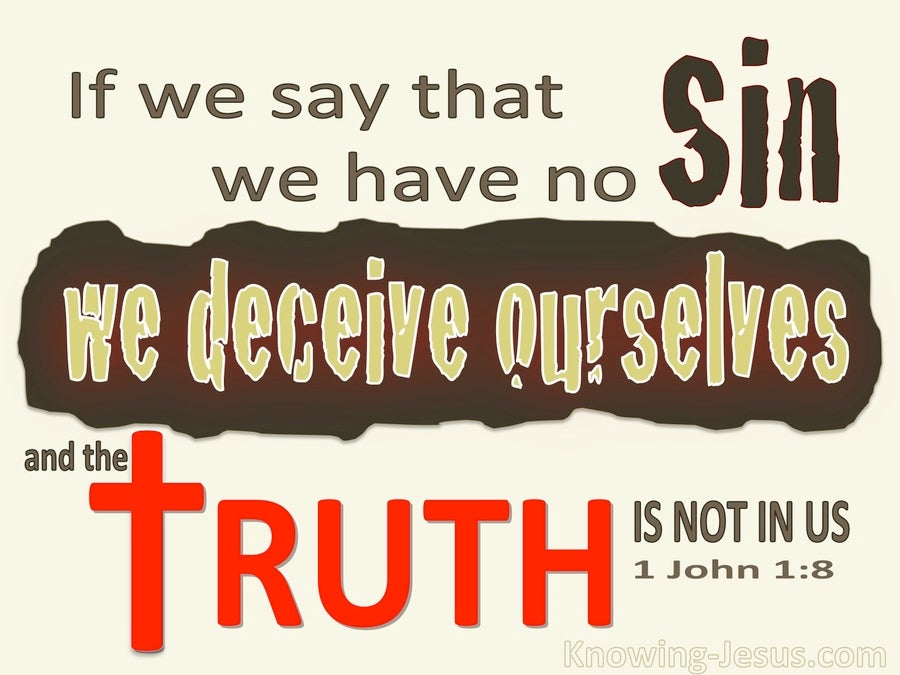 If we say that
we have no Sin
we deceive ourselves
and the TRUTH IS NOT IN US
1 John 1:8
Knowing-Jesus.com